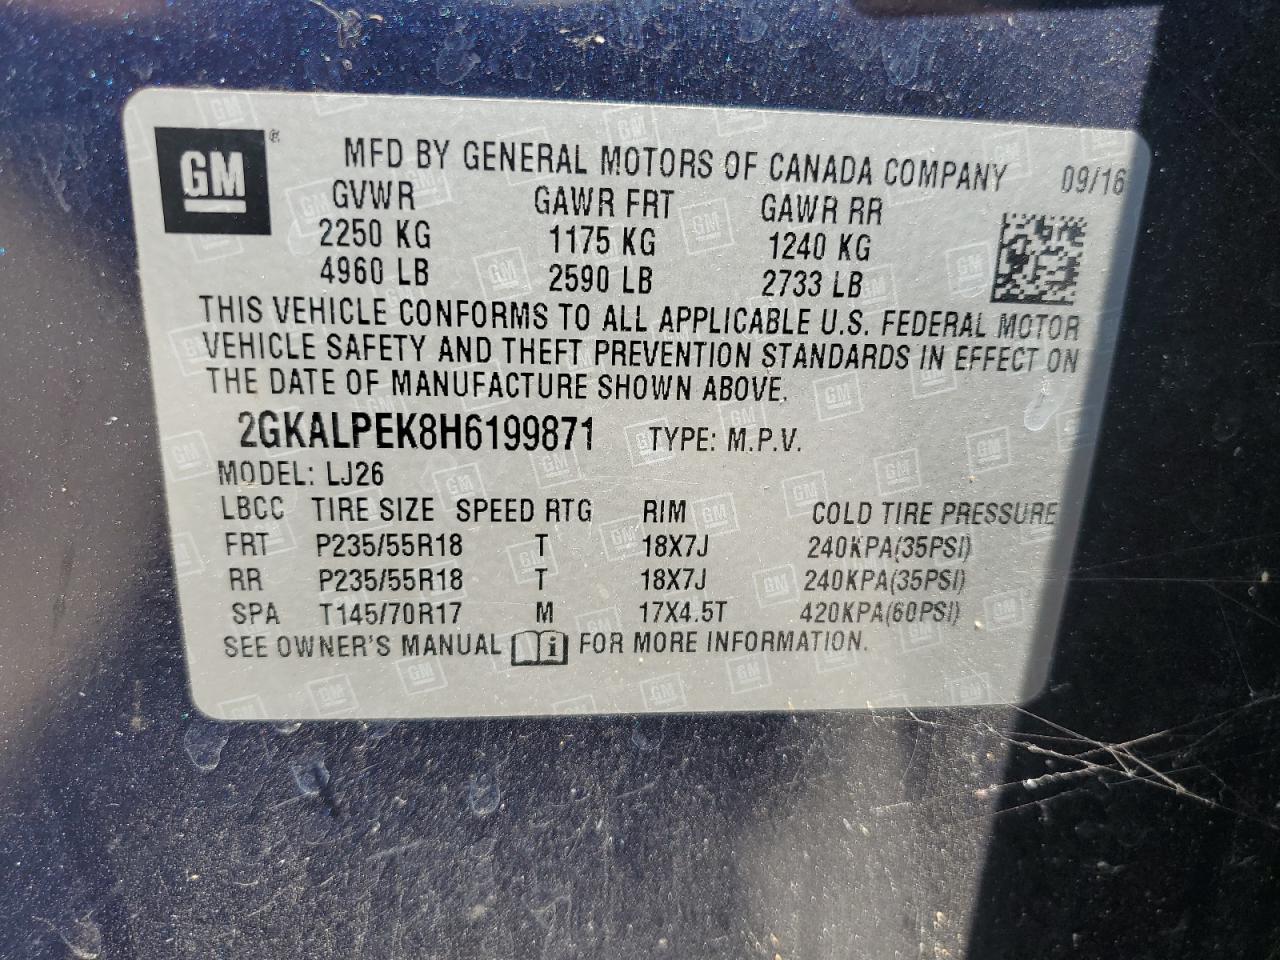 GM®
MFD BY GENERAL MOTORS OF CANADA COMPANY 09/16
GVWR GAWR FRT GAWR RR
2250 KG 1175 KG 1240 KG
4960 LB 2590 LB 2733 LB
THIS VEHICLE CONFORMS TO ALL APPLICABLE U.S. FEDERAL MOTOR
VEHICLE SAFETY AND THEFT PREVENTION STANDARDS IN EFFECT ON
THE DATE OF MANUFACTURE SHOWN ABOVE.
2GKALPEK8H6199871 TYPE: M.P.V.
MODEL: LJ26
LBCC TIRE SIZE SPEED RTG RIM COLD TIRE PRESSURE
FRT P235/55R18 T 18X7J 240KPA(35PSI)
RR P235/55R18 T 18X7J 240KPA(35PSI)
SPA T145/70R17 M 17X4.5T 420KPA(60PSI)
SEE OWNER'S MANUAL i FOR MORE INFORMATION.